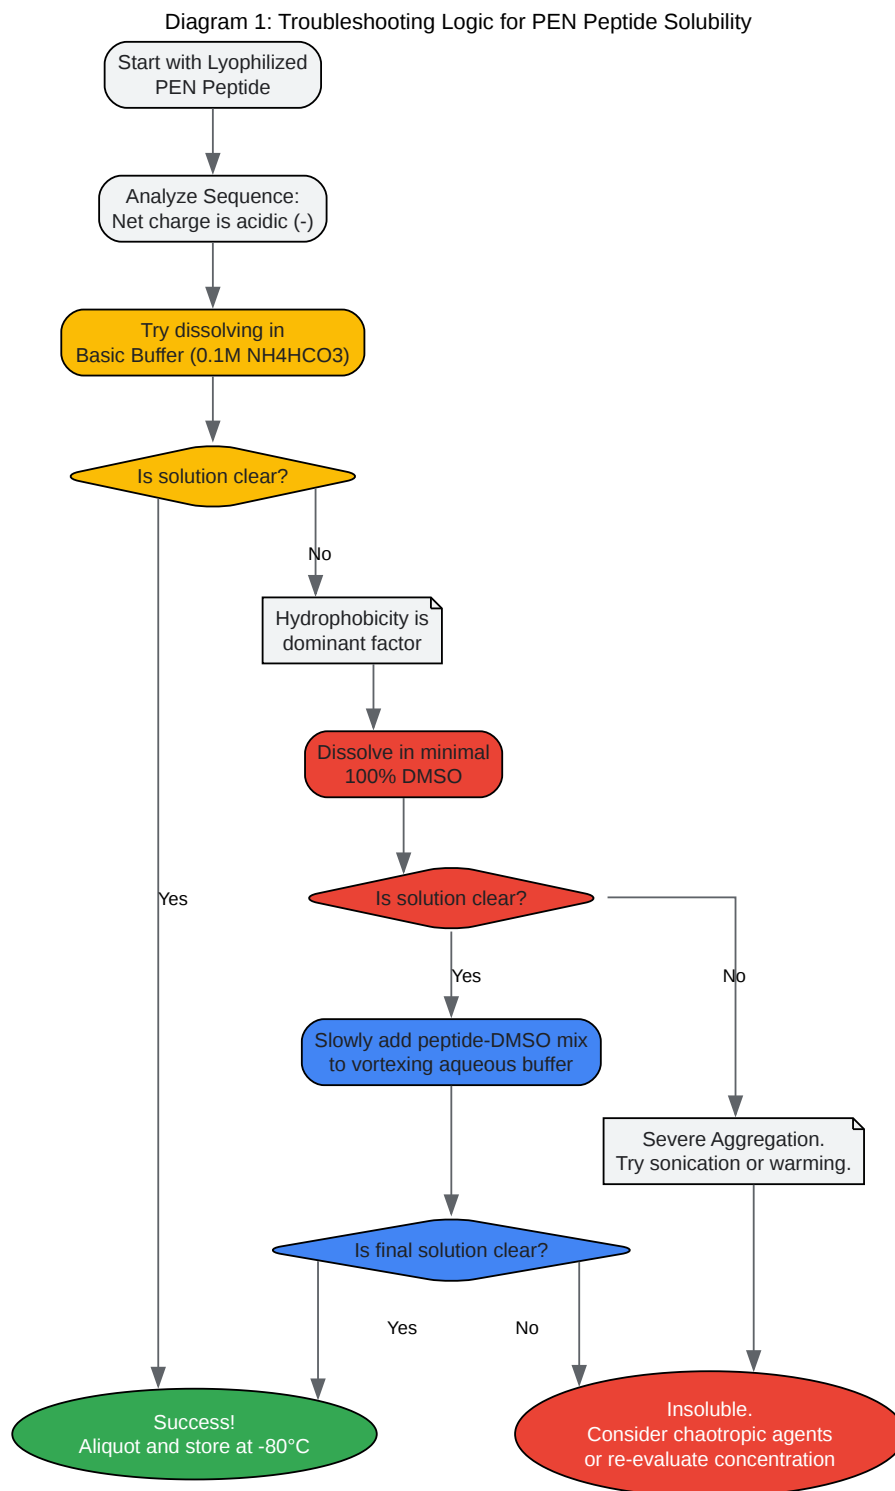 Diagram 1: Troubleshooting Logic for PEN Peptide Solubility
Start with Lyophilized
PEN Peptide
Analyze Sequence:
Net charge is acidic (-)
Try dissolving in
Basic Buffer (0.1M NH4HCO3)
Is solution clear?
No
Hydrophobicity is
dominant factor
Dissolve in minimal
100% DMSO
Yes
Is solution clear?
Yes
No
Slowly add peptide-DMSO mix
to vortexing aqueous buffer
Severe Aggregation.
Try sonication or warming.
Is final solution clear?
Yes
No
Success!
Aliquot and store at -80°C
Insoluble.
Consider chaotropic agents
or re-evaluate concentration